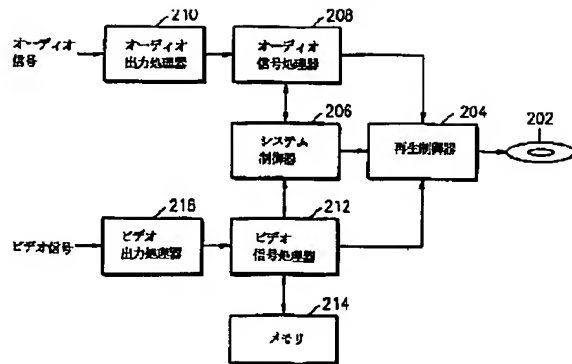 210
208
オーディオ
信号
オーディオ
出力処理器
オーディオ
信号処理器
206
204
202
システム
制御器
再生制御器
216
212
ビデオ信号
ビデオ
出力処理器
ビデオ
信号処理器
214
メモリ